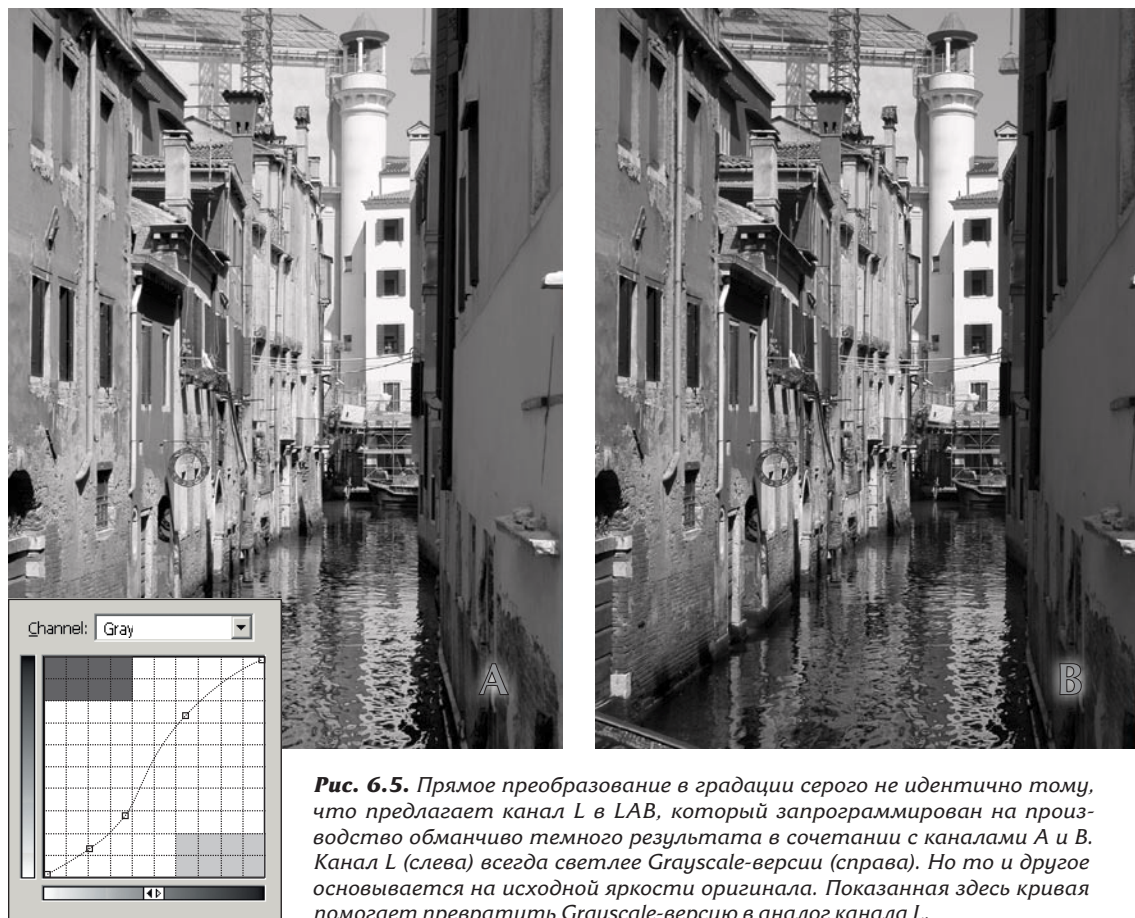 A
B
Channel: Gray
Рис. 6.5. Прямое преобразование в градации серого не идентично тому,
что предлагает канал L в LAB, который запрограммирован на произ-
водство обманчиво темного результата в сочетании с каналами A и B.
Канал L (слева) всегда светлее Grayscale-версии (справа). Но то и другое
основывается на исходной яркости оригинала. Показанная здесь кривая
помогает превратить Grayscale-версию в аналог канала L.